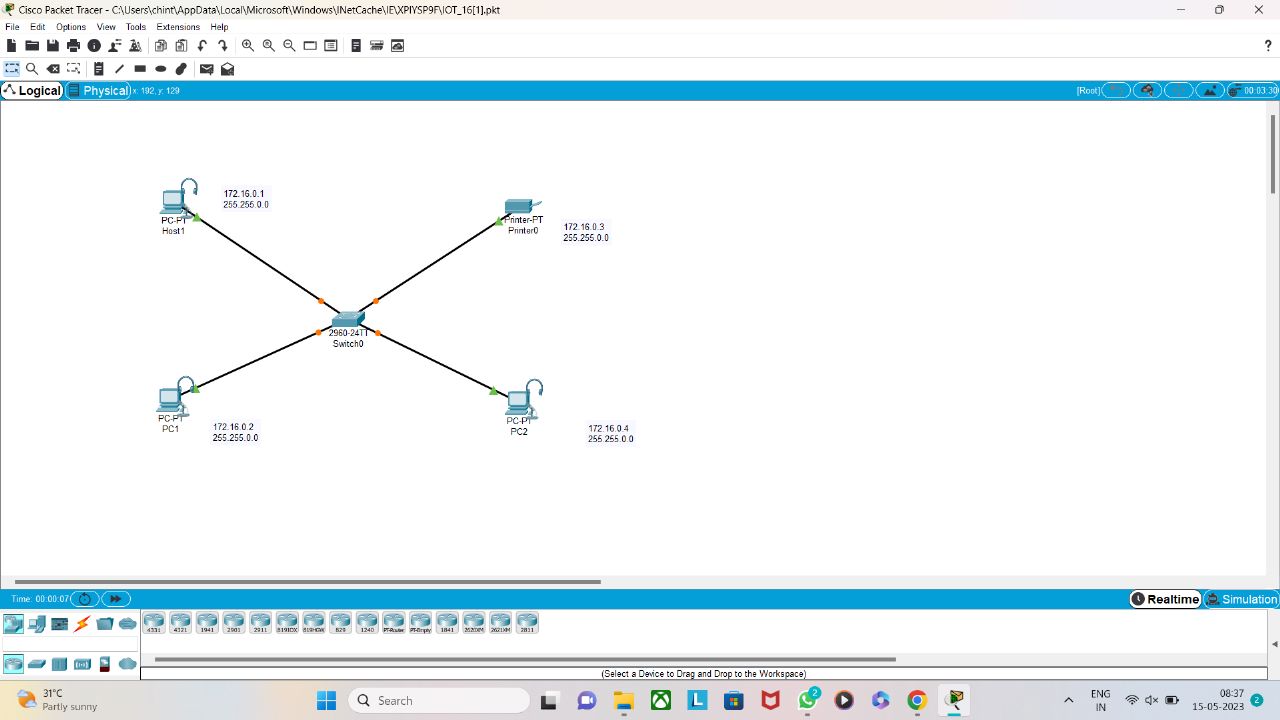 Cisco Packet Tracer - C:\Users\chint\AppData\Local\Microsoft\Windows\INetCache\IE\XPIYSP9F\IOT_16[1].pkt
File Edit Options View Tools Extensions Help
?
Logical Physical x: 192, y: 129 [Root] 00:03:30
172.16.0.1
255.255.0.0
PC-PT
Host1
Printer-PT
Printer0
172.16.0.3
255.255.0.0
2960-24TT
Switch0
PC-PT
PC1
172.16.0.2
255.255.0.0
PC-PT
PC2
172.16.0.4
255.255.0.0
Time: 00:00:07 Realtime Simulation
4331 4321 1941 2901 2911 819IOX 819HGW 829 1240 PT-Router PT-Empty 1841 2620XM 2621XM 2811
(Select a Device to Drag and Drop to the Workspace)
31°C
Partly sunny
Search
L
2
ENG
IN
08:37
15-05-2023
2